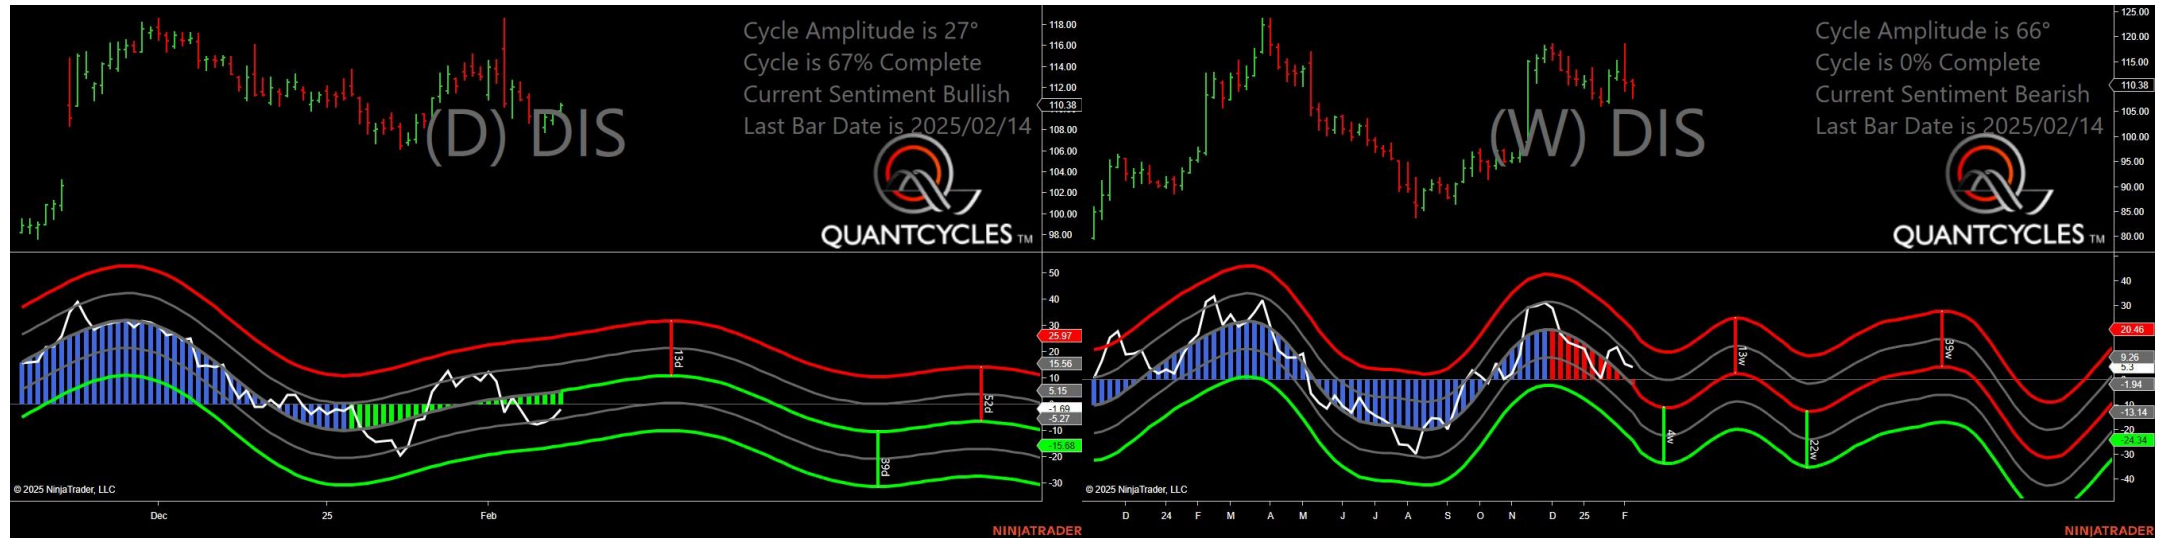 Cycle Amplitude is 27°
Cycle is 67% Complete
Current Sentiment Bullish
Last Bar Date is 2025/02/14
(D) DIS
QUANTCYCLES TM
118.00
116.00
114.00
112.00
110.38
108.00
106.00
104.00
102.00
100.00
98.00
50
40
30
25.97
20
15.56
10
5.15
-1.69
-5.27
-10
-15.68
-20
-30
13d
39d
52d
© 2025 NinjaTrader, LLC
Dec
25
Feb
NINJATRADER
Cycle Amplitude is 66°
Cycle is 0% Complete
Current Sentiment Bearish
Last Bar Date is 2025/02/14
(W) DIS
QUANTCYCLES TM
125.00
120.00
115.00
110.38
105.00
100.00
95.00
90.00
85.00
80.00
40
30
20.46
9.26
5.3
-1.94
-13.14
-20
-24.34
-30
-40
4w
13w
22w
39w
© 2025 NinjaTrader, LLC
D 24 F M A M J J A S O N D 25 F
NINJATRADER